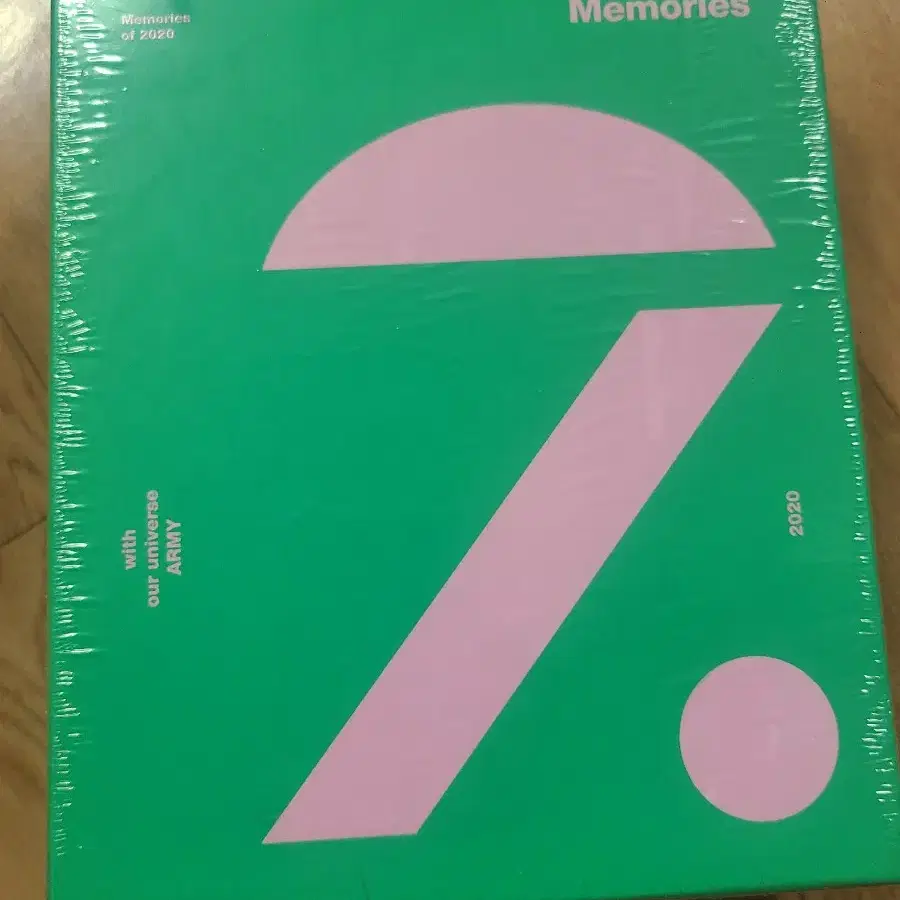 Memories
of 2020
Memories
with
our universe
ARMY
2020